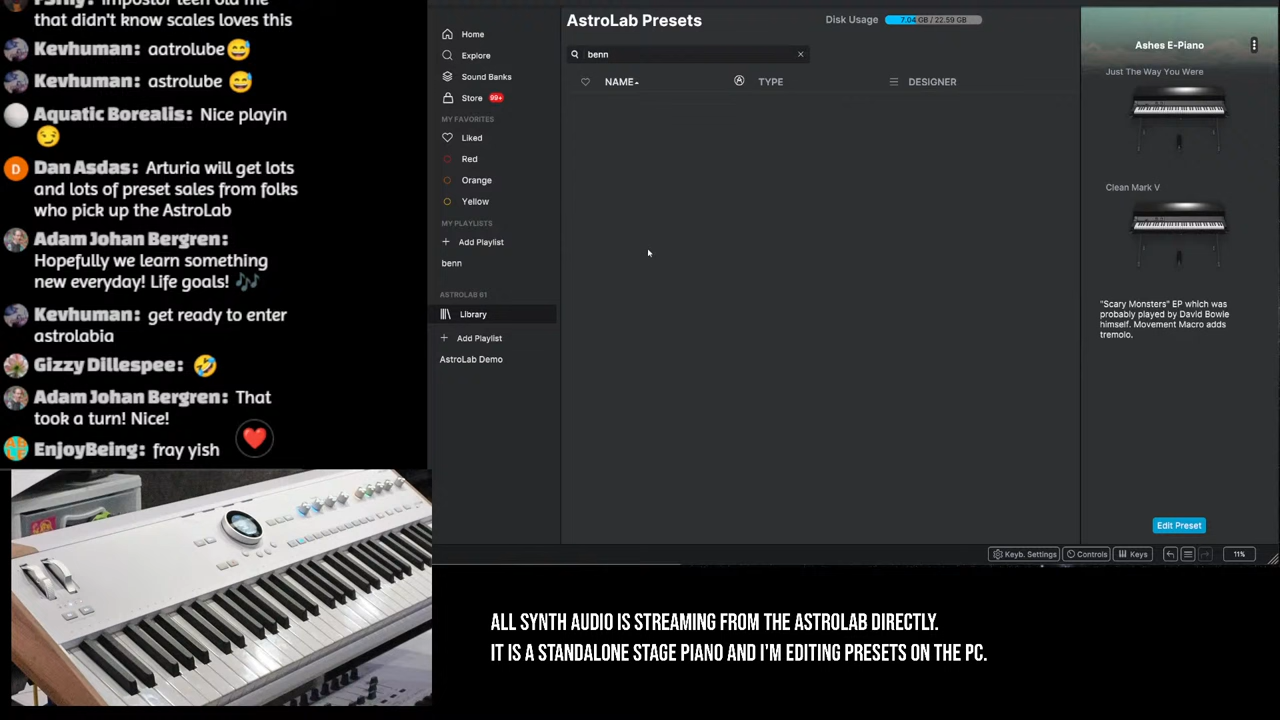 impostor teen old me
that didn't know scales loves this
Kevhuman: aatrolube😅
Kevhuman: astrolube 😅
Aquatic Borealis: Nice playin
😏
D
Dan Asdas: Arturia will get lots
and lots of preset sales from folks
who pick up the AstroLab
Adam Johan Bergren:
Hopefully we learn something
new everyday! Life goals! 🎶
Kevhuman: get ready to enter
astrolabia
Gizzy Dillespee: 🤣
Adam Johan Bergren: That
took a turn! Nice!
EnjoyBeing: fray yish
Home
Explore
Sound Banks
Store 99+
MY FAVORITES
Liked
Red
Orange
Yellow
MY PLAYLISTS
Add Playlist
benn
ASTROLAB 61
Library
Add Playlist
AstroLab Demo
AstroLab Presets
Disk Usage 7.04 GB / 22.59 GB
benn
NAME TYPE DESIGNER
Ashes E-Piano
Just The Way You Were
Clean Mark V
"Scary Monsters" EP which was
probably played by David Bowie
himself. Movement Macro adds
tremolo.
Edit Preset
Keyb. Settings Controls Keys 11%
ALL SYNTH AUDIO IS STREAMING FROM THE ASTROLAB DIRECTLY.
IT IS A STANDALONE STAGE PIANO AND I'M EDITING PRESETS ON THE PC.